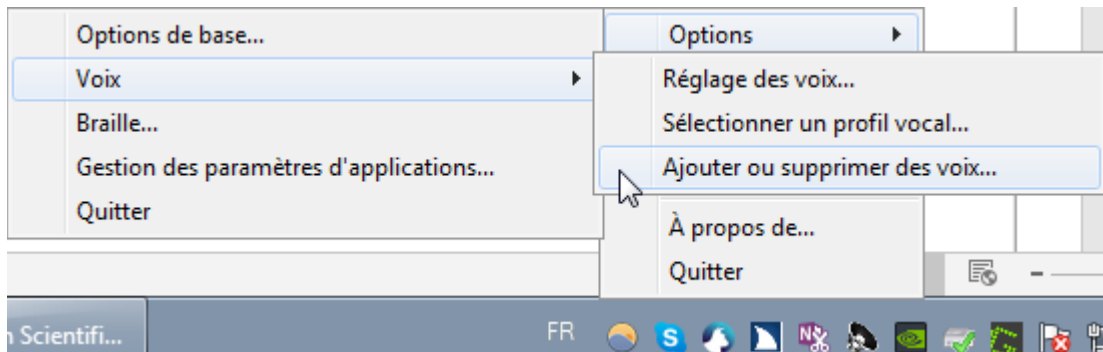 Options de base...
Voix
Braille...
Gestion des paramètres d'applications...
Quitter
Options
Réglage des voix...
Sélectionner un profil vocal...
Ajouter ou supprimer des voix...
À propos de...
Quitter
n Scientifi...
FR